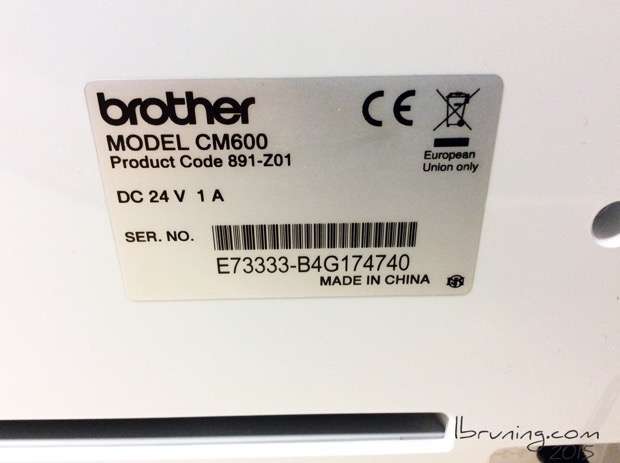 brother
MODEL CM600
Product Code 891-Z01
DC 24 V 1 A
SER. NO.
E73333-B4G174740
MADE IN CHINA
CE
European
Union only
lbruning.com
2015